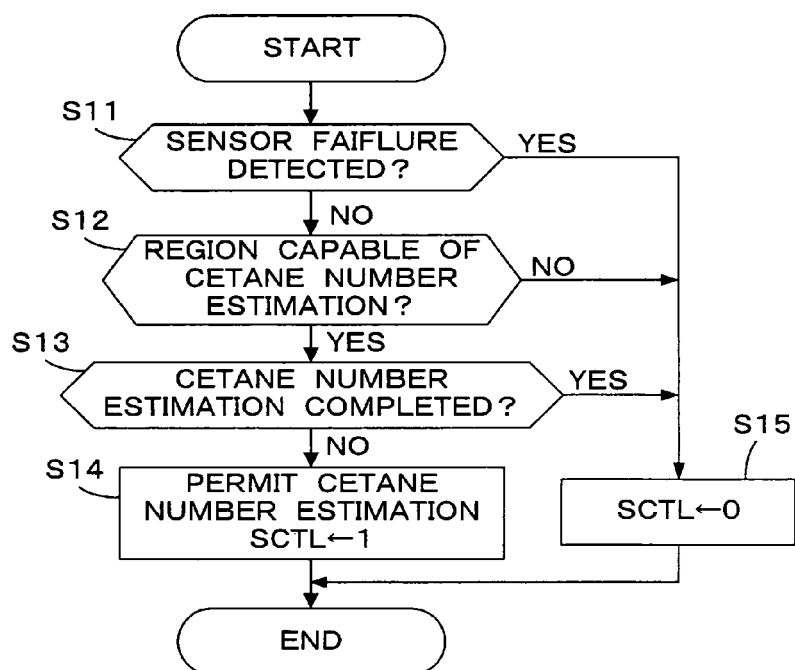 START
S11
SENSOR FAIFLURE
DETECTED?
YES
NO
S12
REGION CAPABLE OF
CETANE NUMBER
ESTIMATION?
NO
YES
S13
CETANE NUMBER
ESTIMATION COMPLETED?
YES
NO
S14
PERMIT CETANE
NUMBER ESTIMATION
SCTL←1
S15
SCTL←0
END